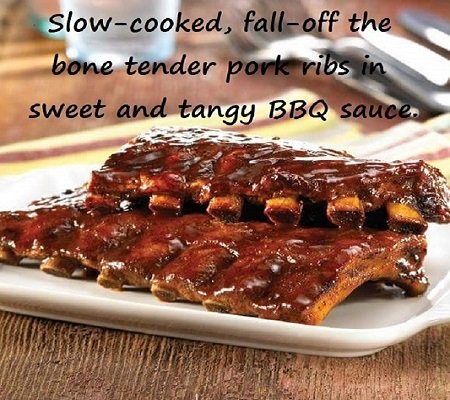 Slow-cooked, fall-off the
bone tender pork ribs in
sweet and tangy BBQ sauce.